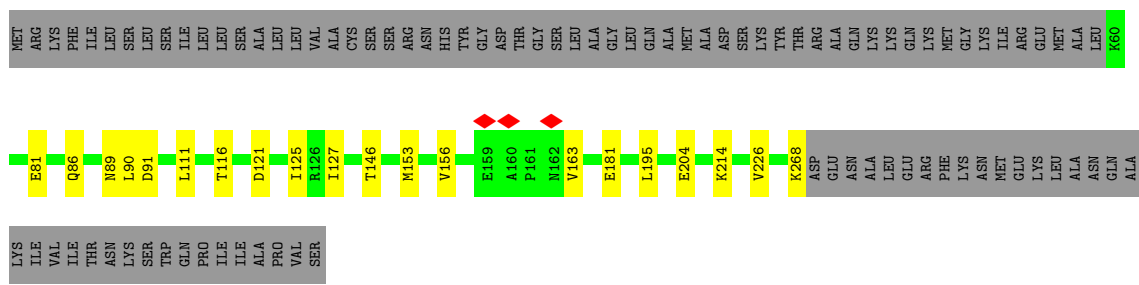 MET ARG LYS PHE ILE LEU SER LEU SER ILE LEU LEU SER ALA LEU LEU VAL ALA CYS SER SER ARG ASN HIS TYR GLY ASP THR GLY SER LEU ALA GLY LEU GLN ALA MET ALA ASP SER LYS TYR THR ARG ALA GLN LYS LYS GLN LYS MET GLY LYS ILE ARG GLU MET ALA LEU K60
E81 Q86 N89 L90 D91 L111 T116 D121 I125 R126 I127 T146 M153 V156 E159 A160 P161 N162 V163 E181 L195 E204 K214 V226 K268 ASP GLU ASN ALA LEU GLU ARG PHE LYS ASN MET GLU LYS LEU ALA ASN GLN ALA
LYS ILE VAL ILE THR ASN LYS SER TRP GLN PRO ILE ILE ALA PRO VAL SER